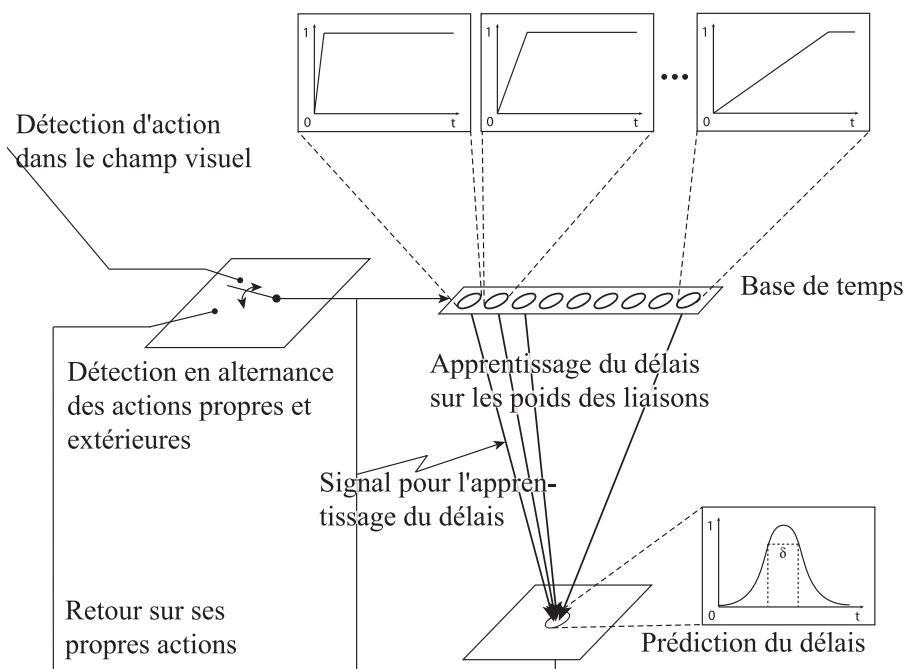 1
0
t
1
0
t
1
0
t
Détection d'action
dans le champ visuel
Base de temps
Détection en alternance
des actions propres et
extérieures
Apprentissage du délais
sur les poids des liaisons
Signal pour l'appren-
tissage du délais
1
δ
0
t
Retour sur ses
propres actions
Prédiction du délais